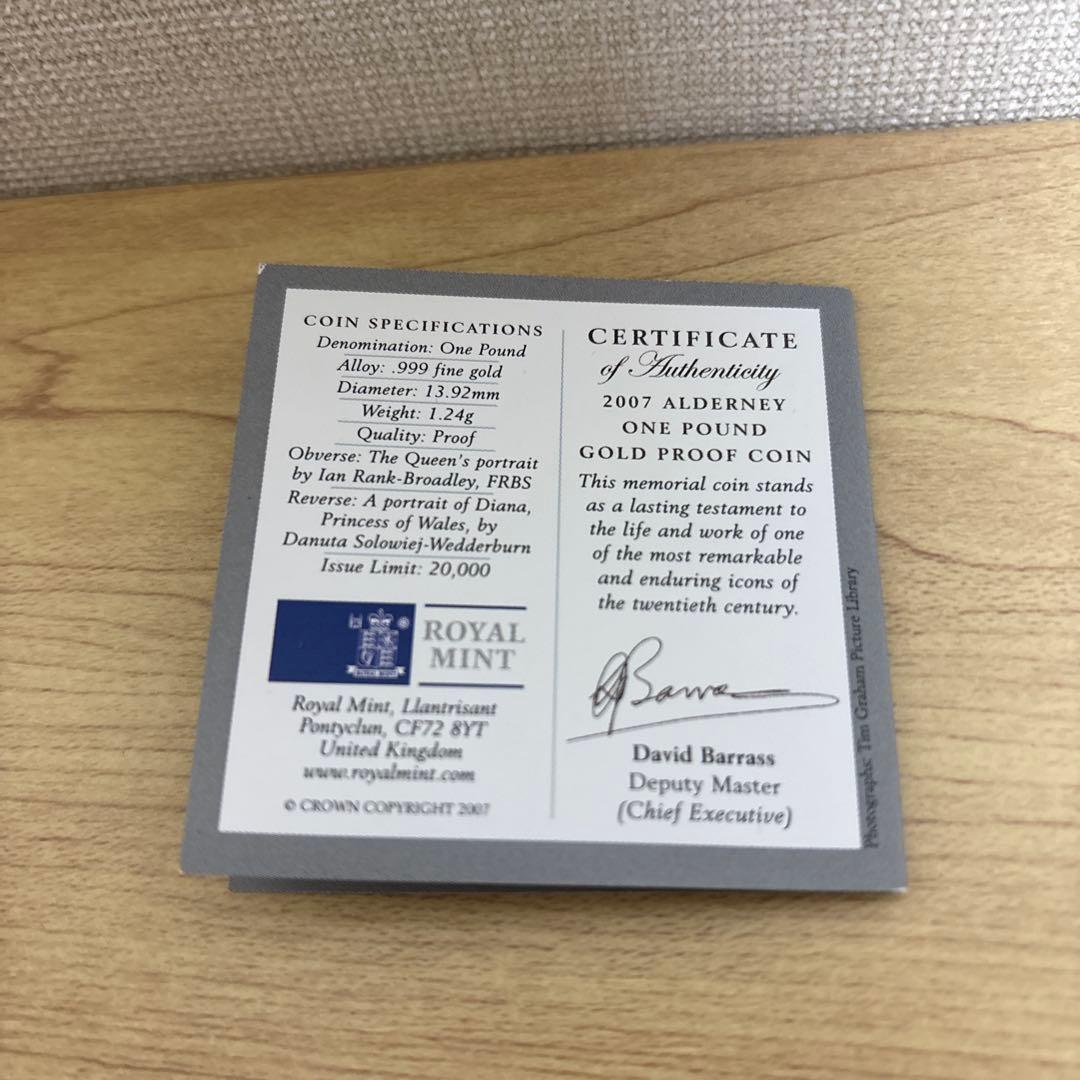 COIN SPECIFICATIONS
Denomination: One Pound
Alloy: .999 fine gold
Diameter: 13.92mm
Weight: 1.24g
Quality: Proof
Obverse: The Queen's portrait
by Ian Rank-Broadley, FRBS
Reverse: A portrait of Diana,
Princess of Wales, by
Danuta Solowiej-Wedderburn
Issue Limit: 20,000
ROYAL MINT
ROYAL
MINT
Royal Mint, Llantrisant
Pontyclun, CF72 8YT
United Kingdom
www.royalmint.com
© CROWN COPYRIGHT 2007
CERTIFICATE
of Authenticity
2007 ALDERNEY
ONE POUND
GOLD PROOF COIN
This memorial coin stands
as a lasting testament to
the life and work of one
of the most remarkable
and enduring icons of
the twentieth century.
David Barrass
Deputy Master
(Chief Executive)
Photographs: Tim Graham Picture Library